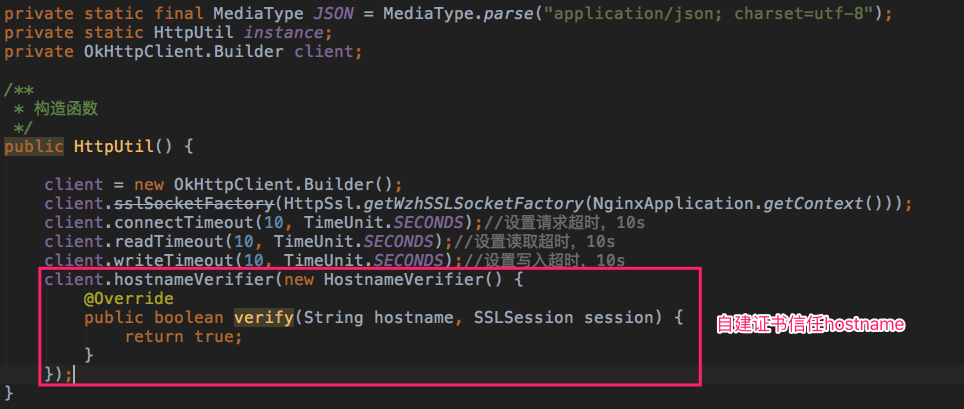 private static final MediaType JSON = MediaType.parse("application/json; charset=utf-8");
private static HttpUtil instance;
private OkHttpClient.Builder client;
/**
* 构造函数
*/
public HttpUtil() {
client = new OkHttpClient.Builder();
client.sslSocketFactory(HttpSsl.getWzhSSLSocketFactory(NginxApplication.getContext()));
client.connectTimeout(10, TimeUnit.SECONDS);//设置请求超时，10s
client.readTimeout(10, TimeUnit.SECONDS);//设置读取超时，10s
client.writeTimeout(10, TimeUnit.SECONDS);//设置写入超时，10s
client.hostnameVerifier(new HostnameVerifier() {
@Override
public boolean verify(String hostname, SSLSession session) {
return true;
}
});
}
自建证书信任hostname